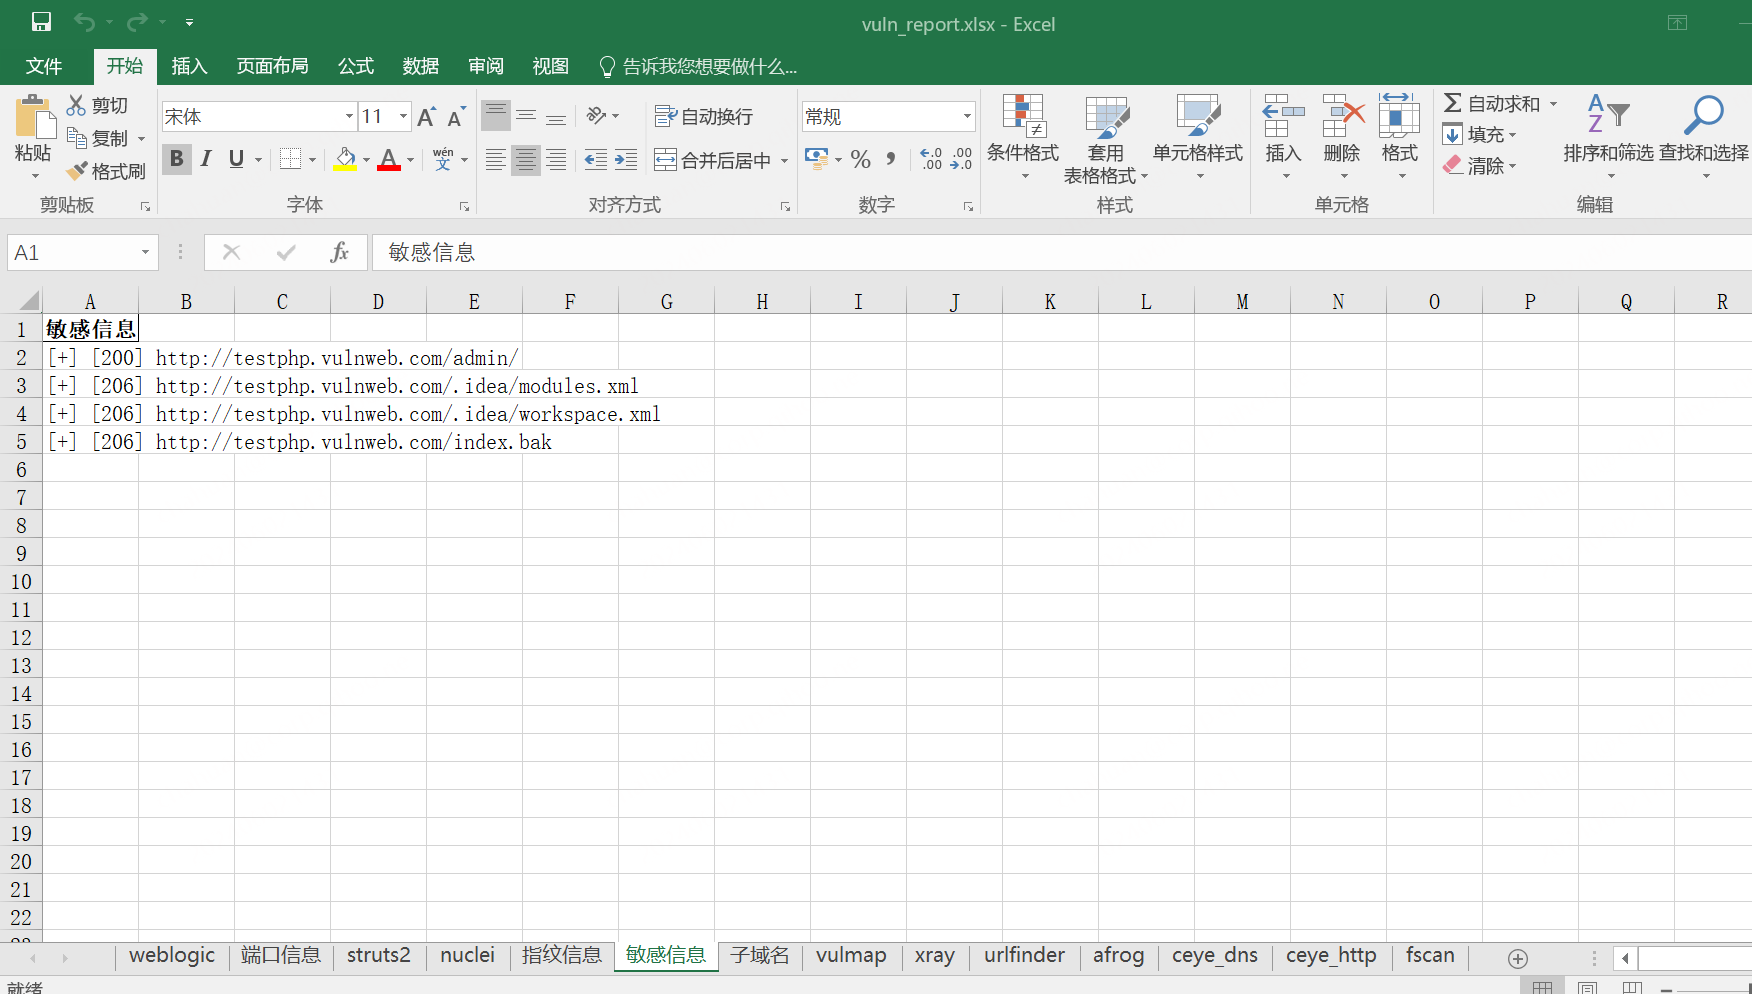 vuln_report.xlsx - Excel
文件 开始 插入 页面布局 公式 数据 审阅 视图 告诉我您想要做什么...
粘贴 剪切 复制 格式刷 剪贴板
宋体 11 A A B I U A wén 文 字体
自动换行 合并后居中 对齐方式
常规 % , .0 .00 .00 .0 数字
条件格式 套用 表格格式 单元格样式 样式
插入 删除 格式 单元格
Σ 自动求和 填充 清除 A Z 排序和筛选 查找和选择 编辑
A1 fx 敏感信息
A B C D E F G H I J K L M N O P Q R
1 敏感信息
2 [+] [200] http://testphp.vulnweb.com/admin/
3 [+] [206] http://testphp.vulnweb.com/.idea/modules.xml
4 [+] [206] http://testphp.vulnweb.com/.idea/workspace.xml
5 [+] [206] http://testphp.vulnweb.com/index.bak
6
7
8
9
10
11
12
13
14
15
16
17
18
19
20
21
22
weblogic 端口信息 struts2 nuclei 指纹信息 敏感信息 子域名 vulmap xray urlfinder afrog ceye_dns ceye_http fscan
就绪